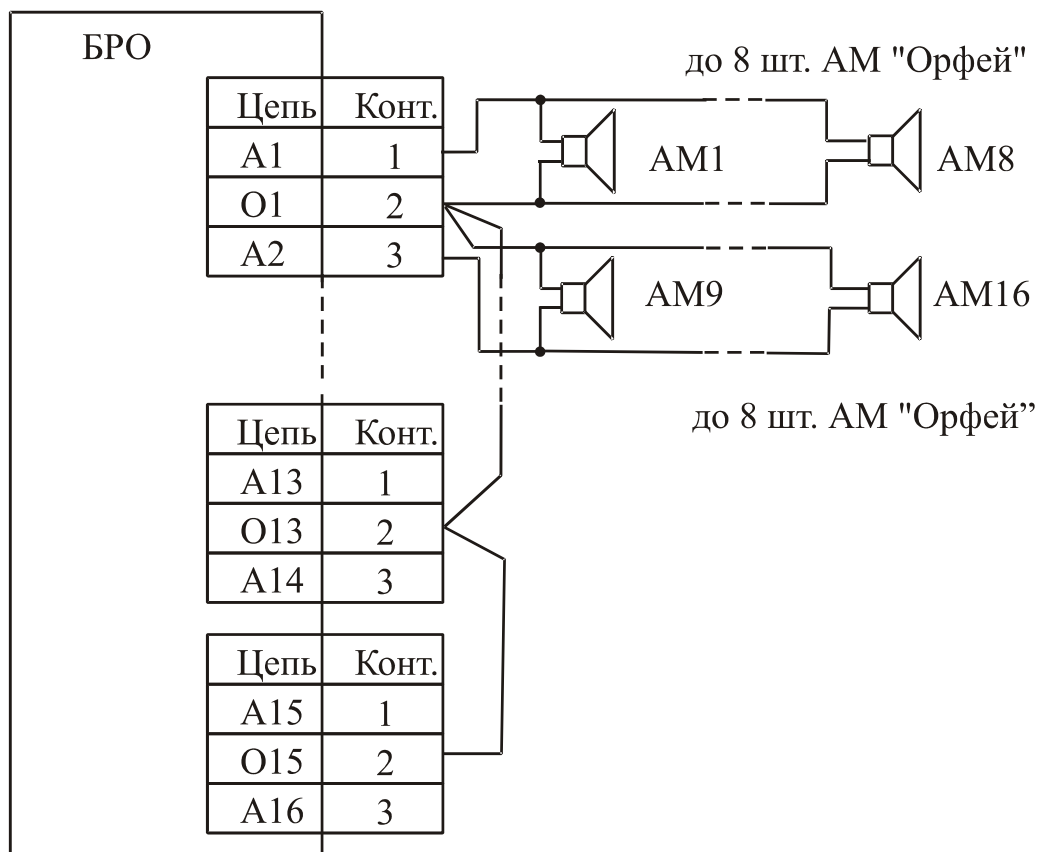 БРО
до 8 шт. АМ "Орфей"
Цепь Конт.
А1 1
О1 2
А2 3
АМ1 АМ8
АМ9 АМ16
до 8 шт. АМ "Орфей”
Цепь Конт.
А13 1
О13 2
А14 3
Цепь Конт.
А15 1
О15 2
А16 3